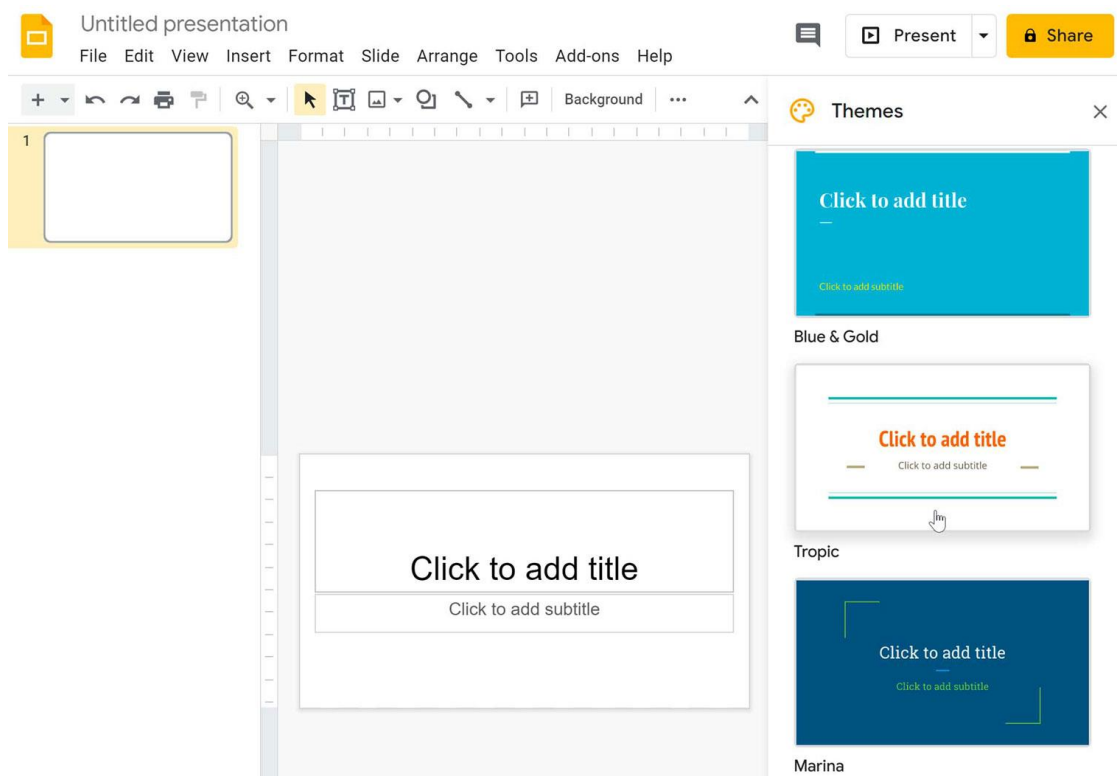 Untitled presentation
File Edit View Insert Format Slide Arrange Tools Add-ons Help
Present
Share
Background
Themes
1
Click to add title
Click to add subtitle
Blue & Gold
Click to add title
Click to add subtitle
Tropic
Click to add title
Click to add subtitle
Marina
Click to add title
Click to add subtitle